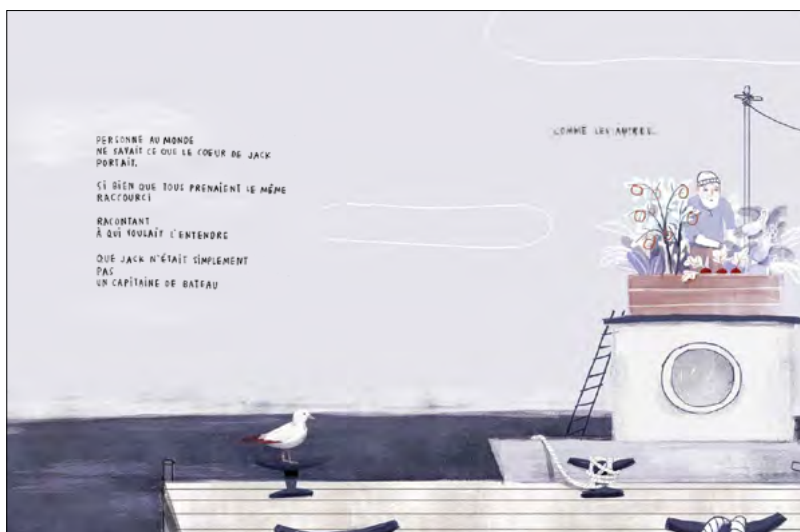 PERSONNE AU MONDE
NE SAVAIT CE QUE LE COEUR DE JACK
PORTAIT.
SI BIEN QUE TOUS PRENAIENT LE MÊME
RACCOURCI
RACONTANT
À QUI VOULAIT L'ENTENDRE
QUE JACK N'ÉTAIT SIMPLEMENT
PAS
UN CAPITAINE DE BATEAU
COMME LES AUTRES...